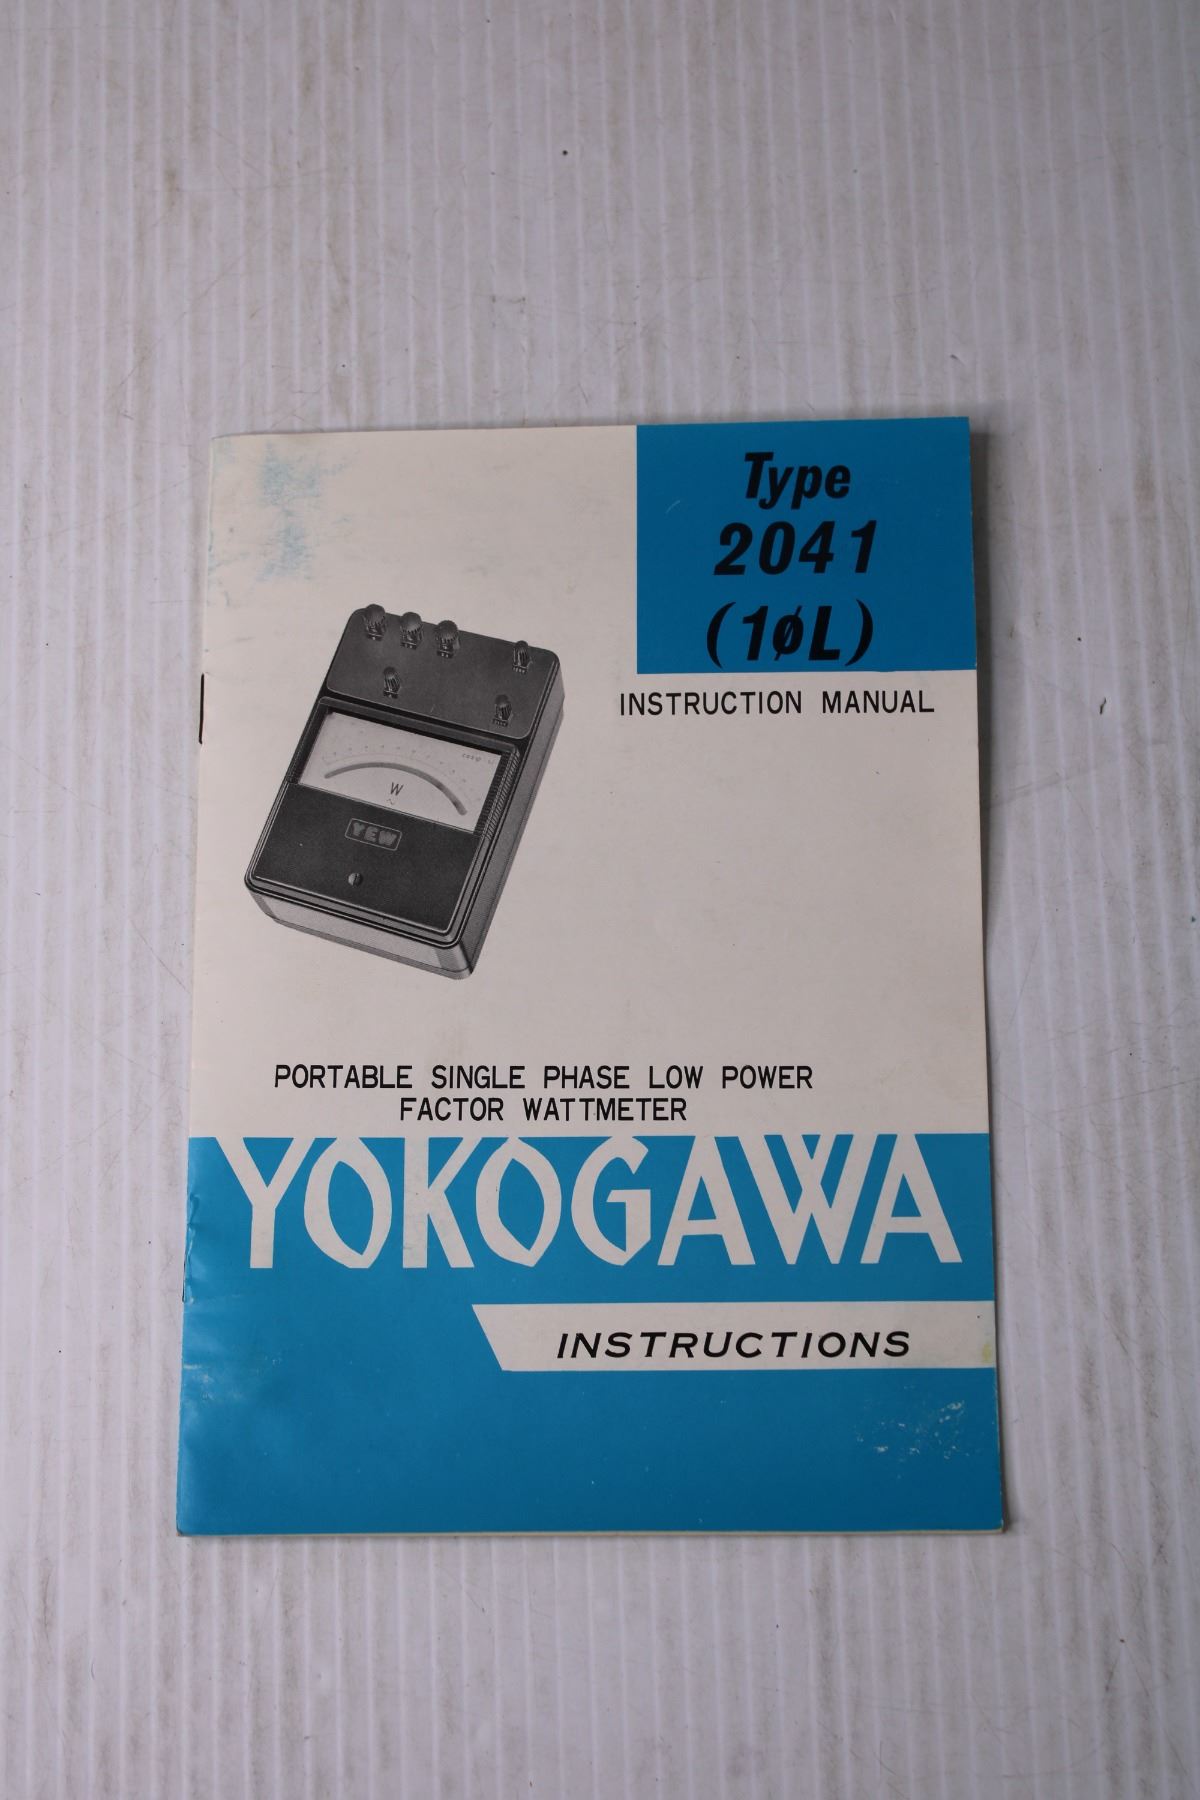 Type
2041
(1øL)
INSTRUCTION MANUAL
W
YEW
PORTABLE SINGLE PHASE LOW POWER
FACTOR WATTMETER
YOKOGAWA
INSTRUCTIONS